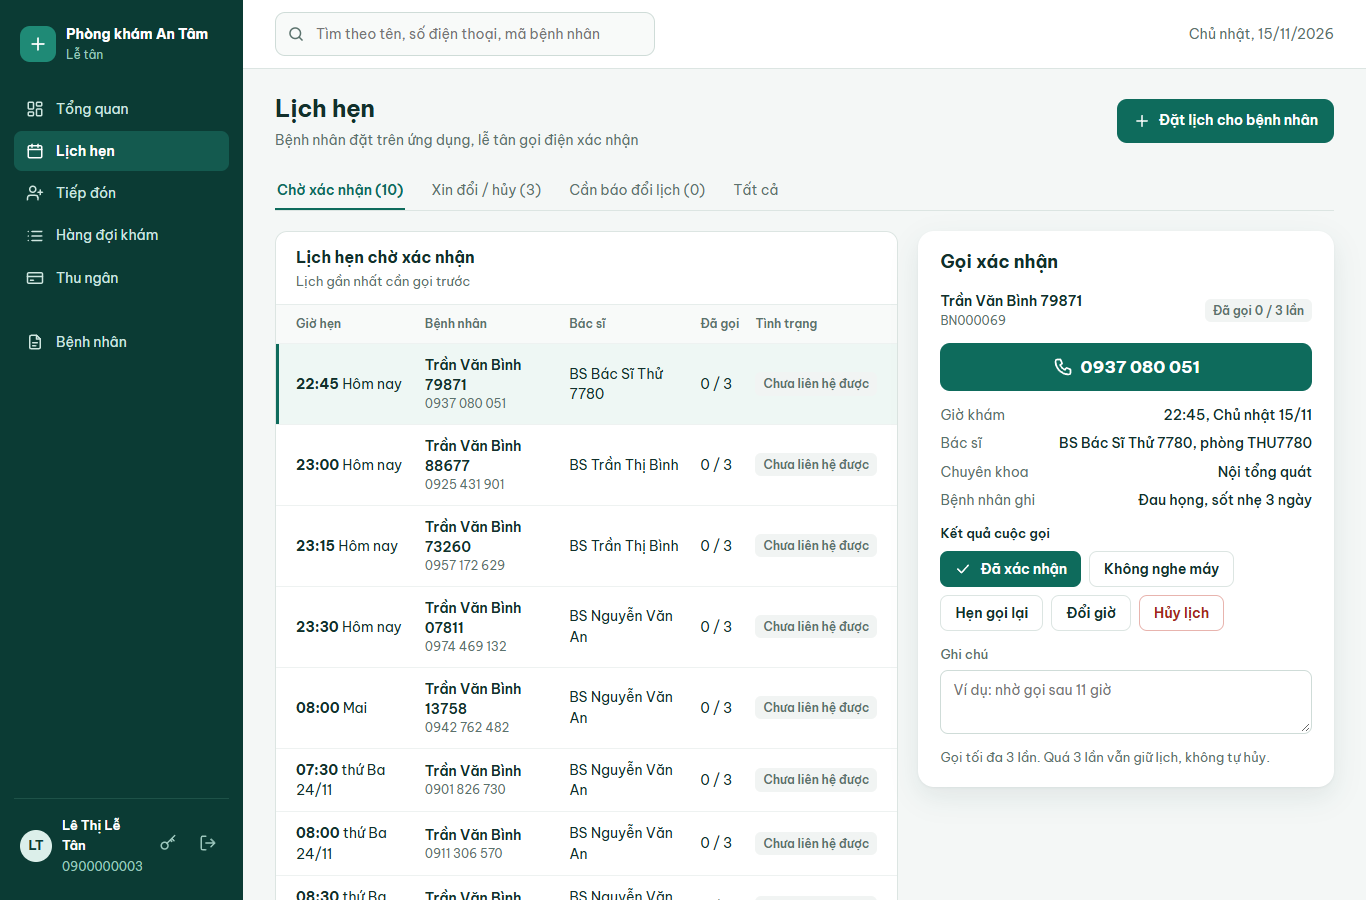 Phòng khám An Tâm
Lễ tân
Tổng quan
Lịch hẹn
Tiếp đón
Hàng đợi khám
Thu ngân
Bệnh nhân
LT
Lê Thị Lễ
Tân
0900000003
Tìm theo tên, số điện thoại, mã bệnh nhân
Chủ nhật, 15/11/2026
Lịch hẹn
Bệnh nhân đặt trên ứng dụng, lễ tân gọi điện xác nhận
Đặt lịch cho bệnh nhân
Chờ xác nhận (10) Xin đổi / hủy (3) Cần báo đổi lịch (0) Tất cả
Lịch hẹn chờ xác nhận
Lịch gần nhất cần gọi trước
Giờ hẹn Bệnh nhân Bác sĩ Đã gọi Tình trạng
22:45 Hôm nay Trần Văn Bình 79871 0937 080 051 BS Bác Sĩ Thử 7780 0 / 3 Chưa liên hệ được
23:00 Hôm nay Trần Văn Bình 88677 0925 431 901 BS Trần Thị Bình 0 / 3 Chưa liên hệ được
23:15 Hôm nay Trần Văn Bình 73260 0957 172 629 BS Trần Thị Bình 0 / 3 Chưa liên hệ được
23:30 Hôm nay Trần Văn Bình 07811 0974 469 132 BS Nguyễn Văn An 0 / 3 Chưa liên hệ được
08:00 Mai Trần Văn Bình 13758 0942 762 482 BS Nguyễn Văn An 0 / 3 Chưa liên hệ được
07:30 thứ Ba 24/11 Trần Văn Bình 0901 826 730 BS Nguyễn Văn An 0 / 3 Chưa liên hệ được
08:00 thứ Ba 24/11 Trần Văn Bình 0911 306 570 BS Nguyễn Văn An 0 / 3 Chưa liên hệ được
08:30 thứ Ba Trần Văn Bình BS Nguyễn Văn
Gọi xác nhận
Trần Văn Bình 79871
BN000069
Đã gọi 0 / 3 lần
0937 080 051
Giờ khám 22:45, Chủ nhật 15/11
Bác sĩ BS Bác Sĩ Thử 7780, phòng THU7780
Chuyên khoa Nội tổng quát
Bệnh nhân ghi Đau họng, sốt nhẹ 3 ngày
Kết quả cuộc gọi
Đã xác nhận Không nghe máy
Hẹn gọi lại Đổi giờ Hủy lịch
Ghi chú
Ví dụ: nhờ gọi sau 11 giờ
Gọi tối đa 3 lần. Quá 3 lần vẫn giữ lịch, không tự hủy.